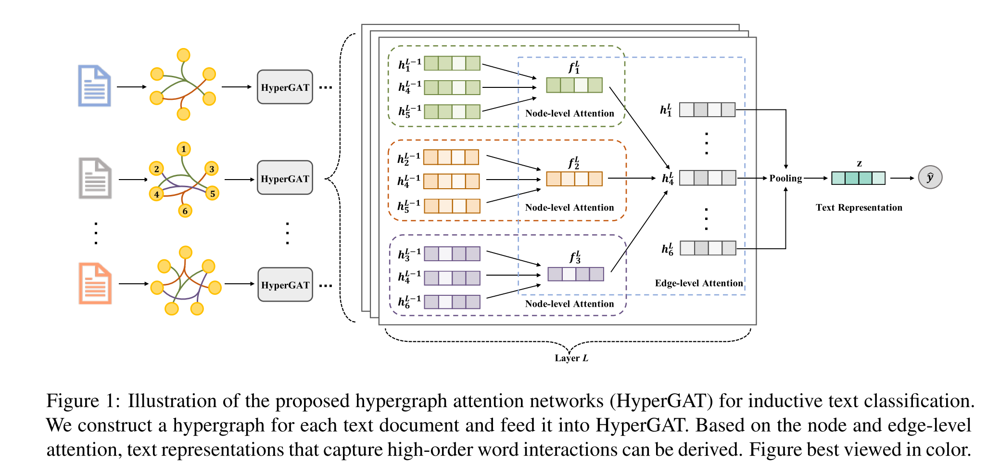 HyperGAT ...
1
2
3
4
5
6
HyperGAT
HyperGAT ...
h_1^{L-1}
h_4^{L-1}
h_5^{L-1}
f_1^L
Node-level Attention
h_2^{L-1}
h_4^{L-1}
h_5^{L-1}
f_2^L
Node-level Attention
h_3^{L-1}
h_4^{L-1}
h_6^{L-1}
f_3^L
Node-level Attention
h_1^L
h_4^L
h_6^L
Edge-level Attention
Layer L
Pooling
z
Text Representation
ŷ
Figure 1: Illustration of the proposed hypergraph attention networks (HyperGAT) for inductive text classification.
We construct a hypergraph for each text document and feed it into HyperGAT. Based on the node and edge-level
attention, text representations that capture high-order word interactions can be derived. Figure best viewed in color.